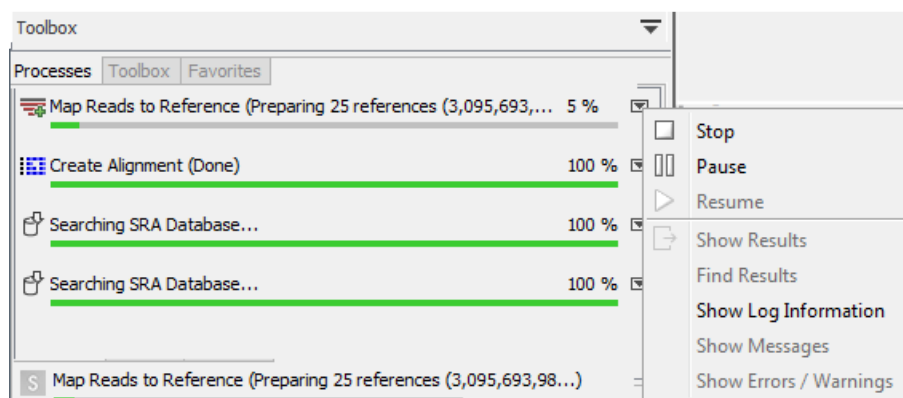 Toolbox
Processes Toolbox Favorites
Map Reads to Reference (Preparing 25 references (3,095,693,... 5 %
Create Alignment (Done) 100 %
Searching SRA Database... 100 %
Searching SRA Database... 100 %
S Map Reads to Reference (Preparing 25 references (3,095,693,98...)
Stop
Pause
Resume
Show Results
Find Results
Show Log Information
Show Messages
Show Errors / Warnings